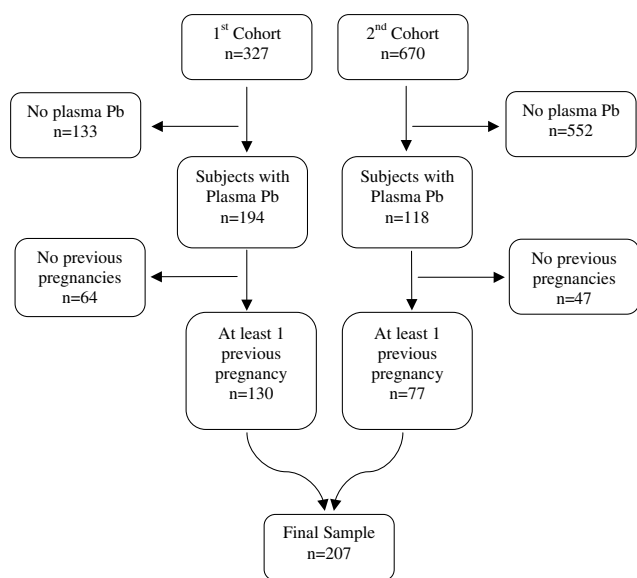 1st Cohort
n=327
2nd Cohort
n=670
No plasma Pb
n=133
No plasma Pb
n=552
Subjects with
Plasma Pb
n=194
Subjects with
Plasma Pb
n=118
No previous
pregnancies
n=64
No previous
pregnancies
n=47
At least 1
previous
pregnancy
n=130
At least 1
previous
pregnancy
n=77
Final Sample
n=207